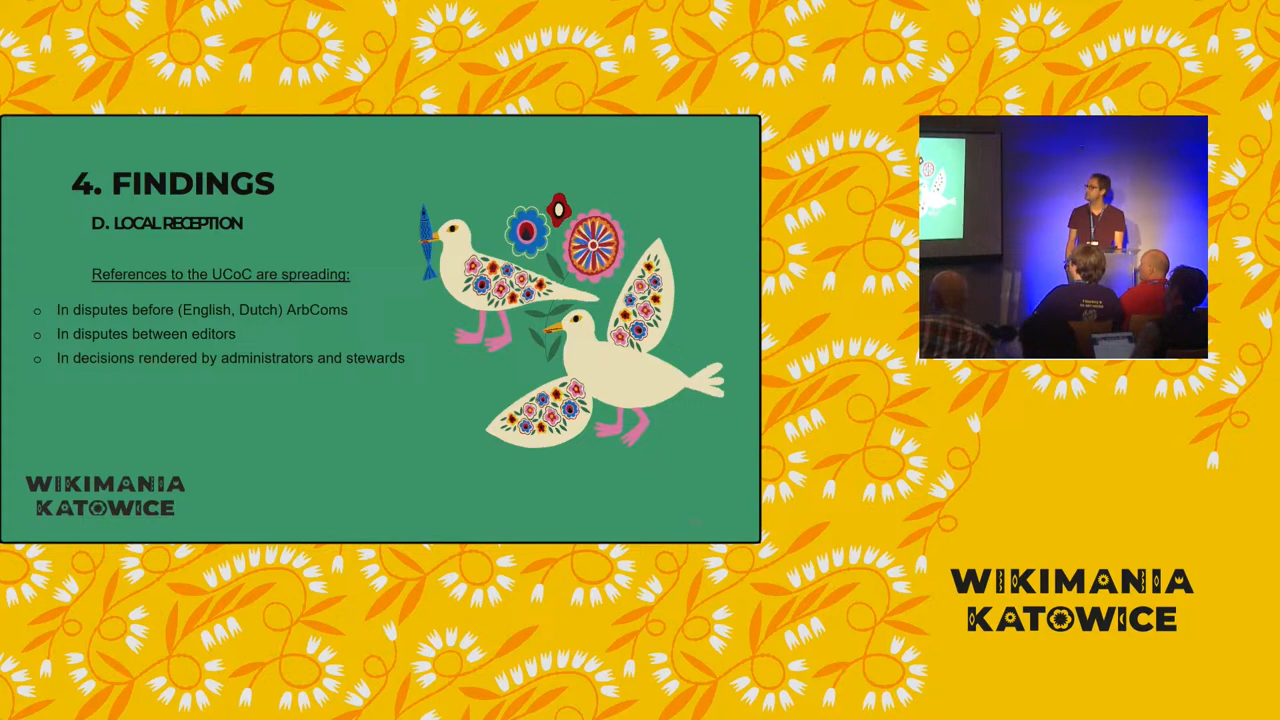 4. FINDINGS
D. LOCAL RECEPTION
References to the UCoC are spreading:
In disputes before (English, Dutch) ArbComs
In disputes between editors
In decisions rendered by administrators and stewards
WIKIMANIA
KATOWICE
WIKIMANIA
KATOWICE